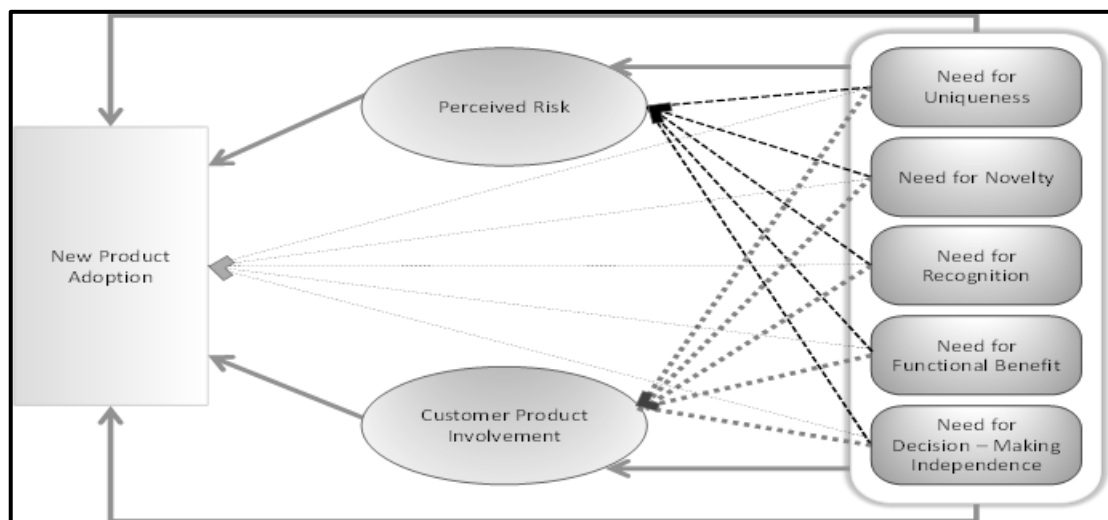 Perceived Risk
New Product
Adoption
Customer Product
Involvement
Need for
Uniqueness
Need for Novelty
Need for
Recognition
Need for
Functional Benefit
Need for
Decision – Making
Independence